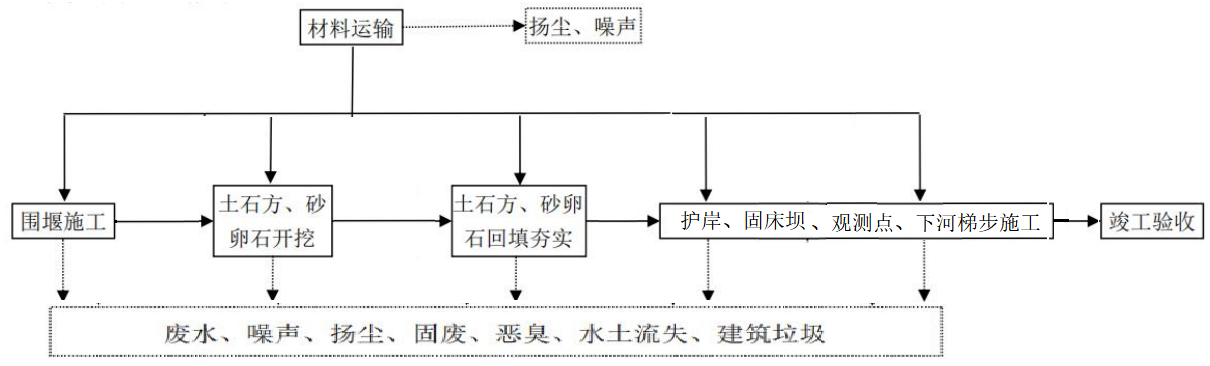 材料运输
扬尘、噪声
围堰施工
土石方、砂
卵石开挖
土石方、砂卵
石回填夯实
护岸、固床坝、观测点、下河梯步施工
竣工验收
废水、噪声、扬尘、固废、恶臭、水土流失、建筑垃圾